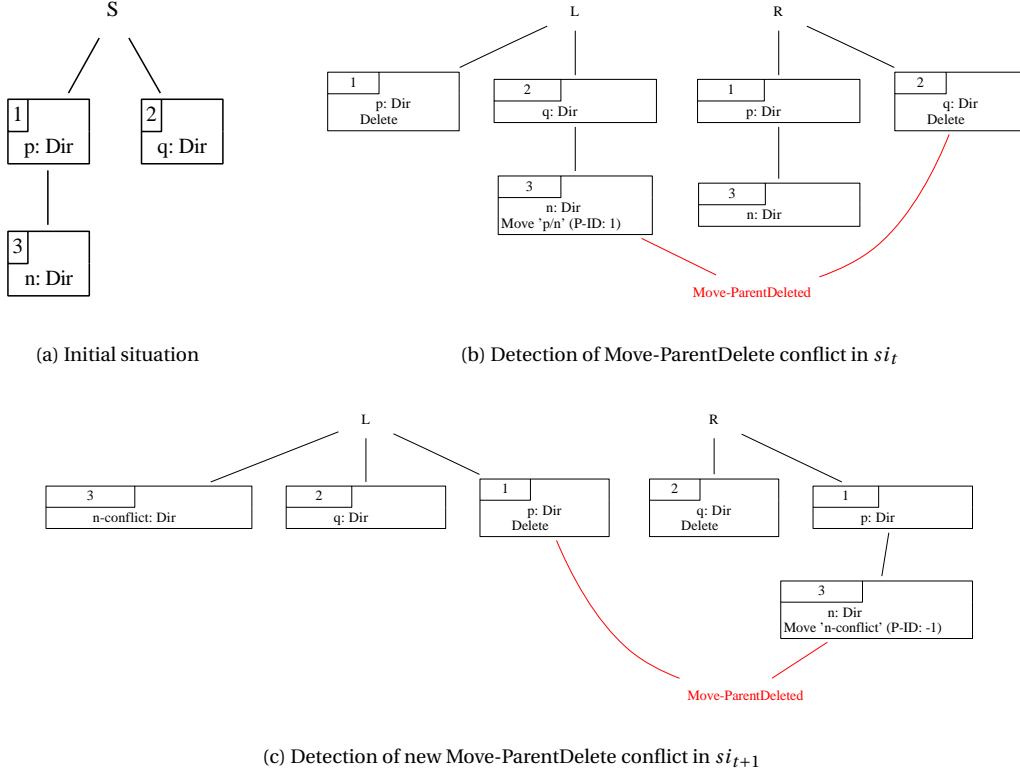 S
1
p: Dir
2
q: Dir
3
n: Dir
(a) Initial situation
L
1
p: Dir
Delete
2
q: Dir
3
n: Dir
Move 'p/n' (P-ID: 1)
R
1
p: Dir
3
n: Dir
2
q: Dir
Delete
Move-ParentDeleted
(b) Detection of Move-ParentDelete conflict in si_t
L
3
n-conflict: Dir
2
q: Dir
1
p: Dir
Delete
R
2
q: Dir
Delete
1
p: Dir
3
n: Dir
Move 'n-conflict' (P-ID: -1)
Move-ParentDeleted
(c) Detection of new Move-ParentDelete conflict in si_{t+1}